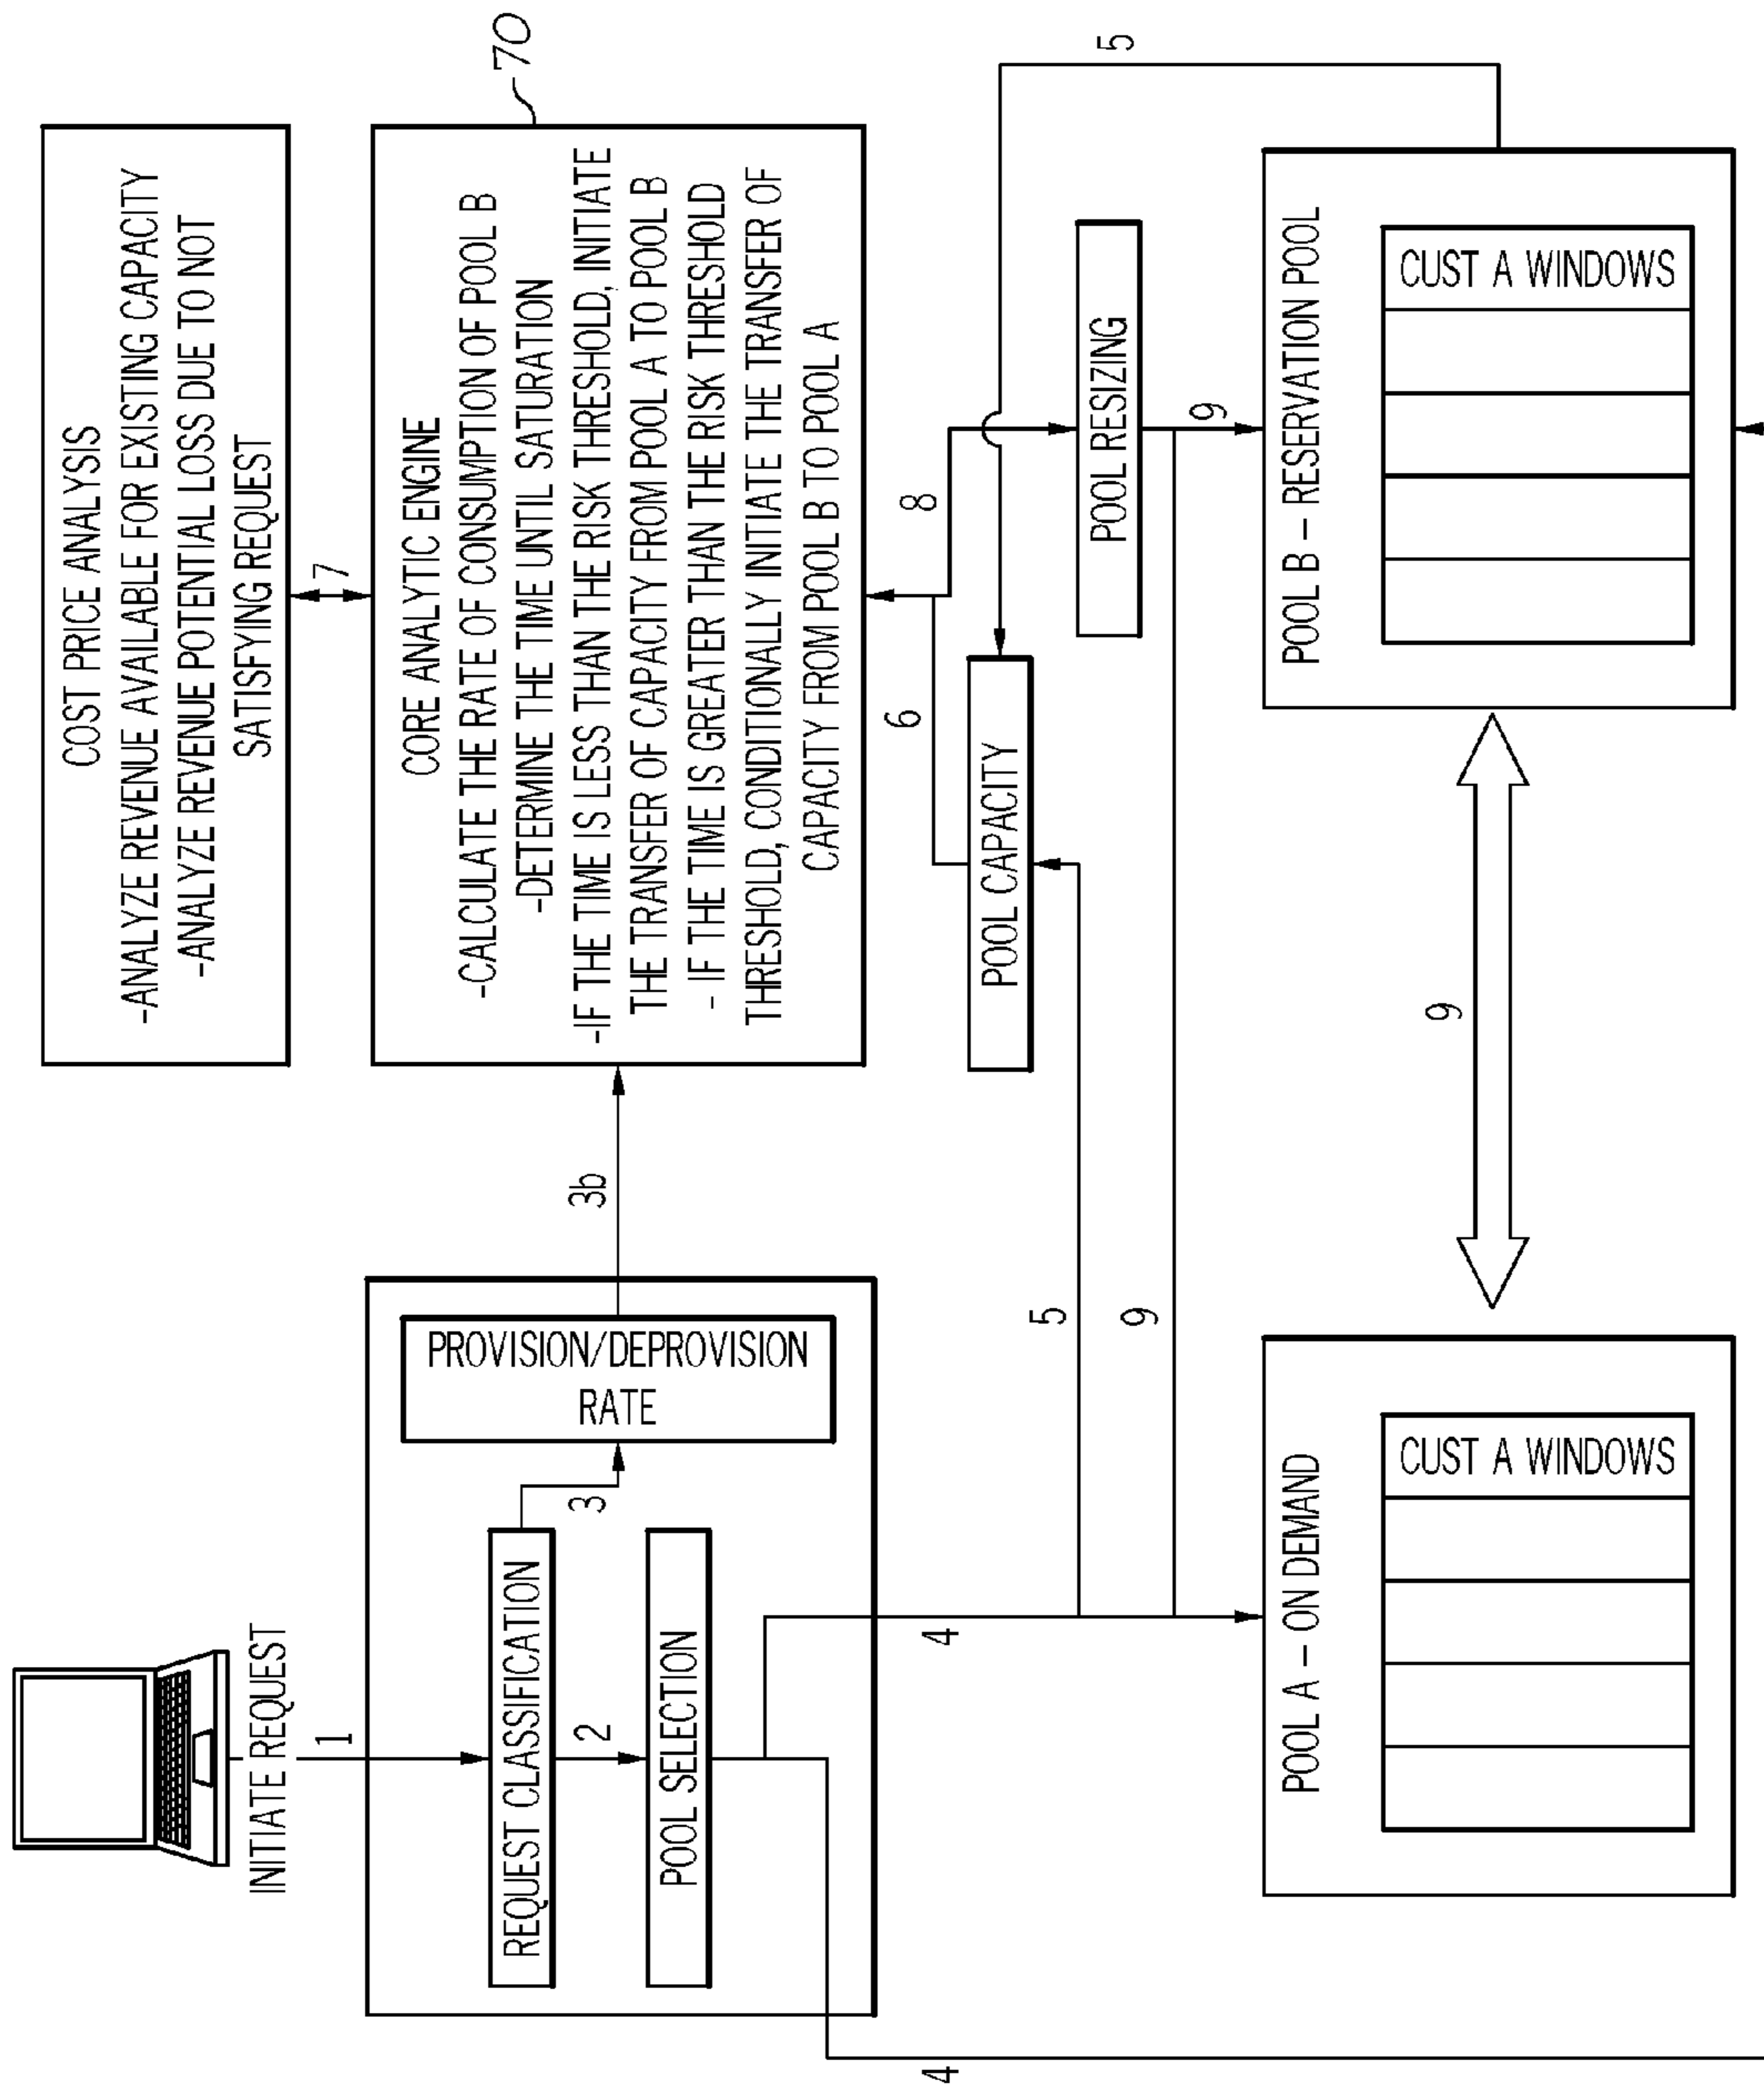 INITIATE REQUEST
1
REQUEST CLASSIFICATION
2
POOL SELECTION
3
PROVISION/DEPROVISION
RATE
3b
COST PRICE ANALYSIS
-ANALYZE REVENUE AVAILABLE FOR EXISTING CAPACITY
-ANALYZE REVENUE POTENTIAL LOSS DUE TO NOT
SATISFYING REQUEST
7
70
CORE ANALYTIC ENGINE
-CALCULATE THE RATE OF CONSUMPTION OF POOL B
-DETERMINE THE TIME UNTIL SATURATION
-IF THE TIME IS LESS THAN THE RISK THRESHOLD, INITIATE
THE TRANSFER OF CAPACITY FROM POOL A TO POOL B
- IF THE TIME IS GREATER THAN THE RISK THRESHOLD
THRESHOLD, CONDITIONALLY INITIATE THE TRANSFER OF
CAPACITY FROM POOL B TO POOL A
6
8
5
POOL CAPACITY
POOL RESIZING
4
4
5
9
9
POOL A – ON DEMAND
CUST A WINDOWS
9
POOL B – RESERVATION POOL
CUST A WINDOWS